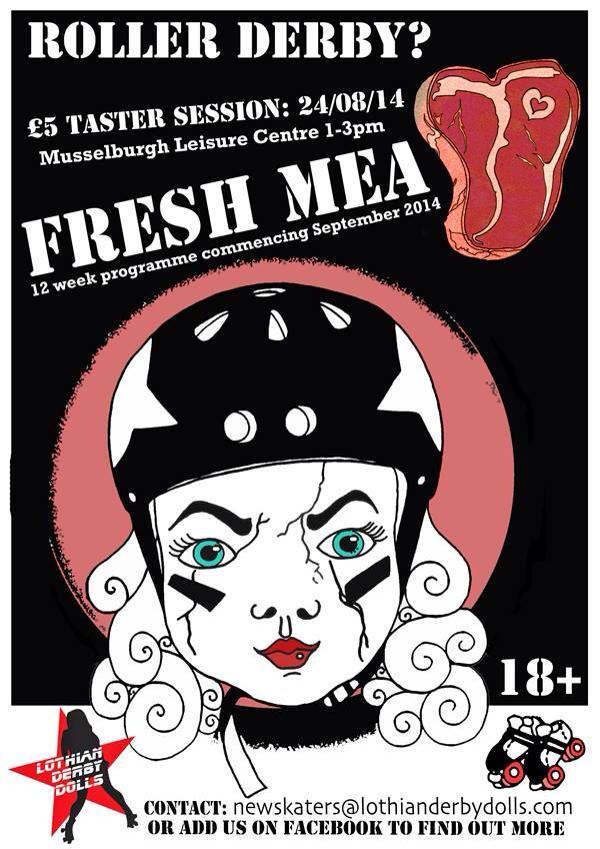 ROLLER DERBY?
£5 TASTER SESSION: 24/08/14
Musselburgh Leisure Centre 1-3pm
FRESH MEA
12 week programme commencing September 2014
18+
LOTHIAN
DERBY
DOLLS
CONTACT: newskaters@lothianderbydolls.com
OR ADD US ON FACEBOOK TO FIND OUT MORE